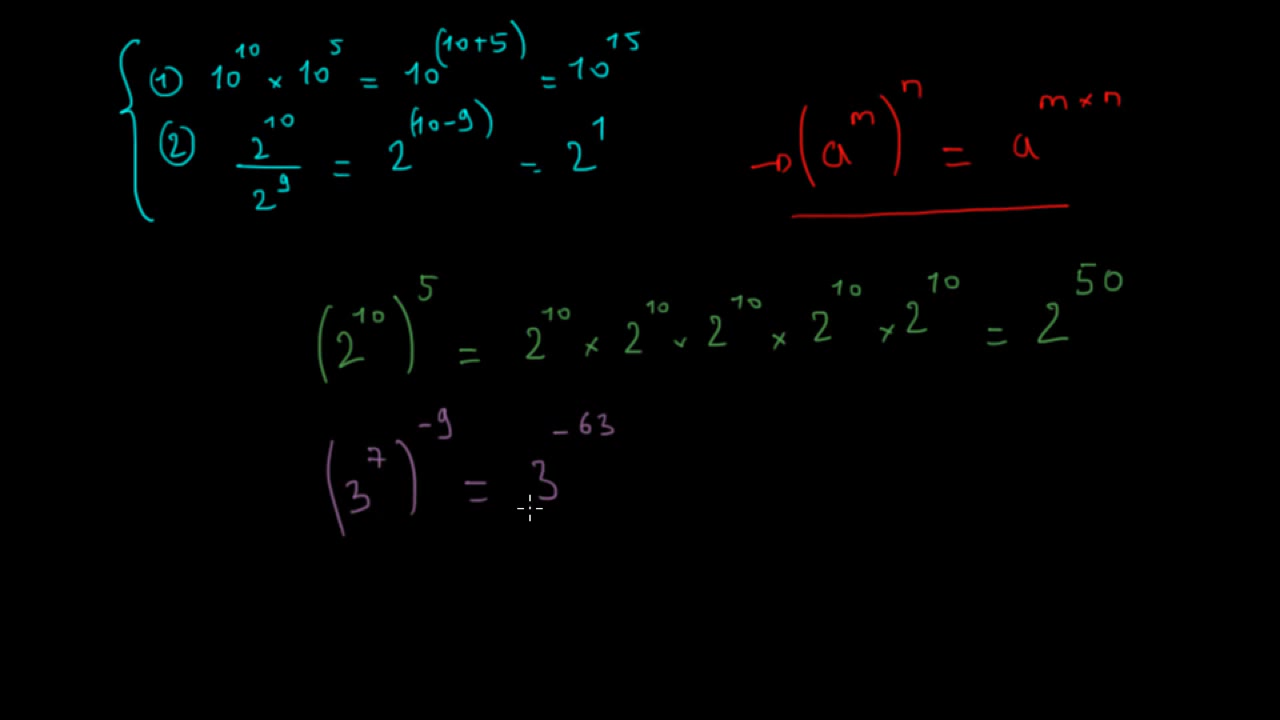 ① 10^10 × 10^5 = 10^(10+5) = 10^15
② 2^10 / 2^9 = 2^(10-9) = 2^1
→ (a^m)^n = a^(m×n)
(2^10)^5 = 2^10 × 2^10 × 2^10 × 2^10 × 2^10 = 2^50
(3^7)^-9 = 3^-63